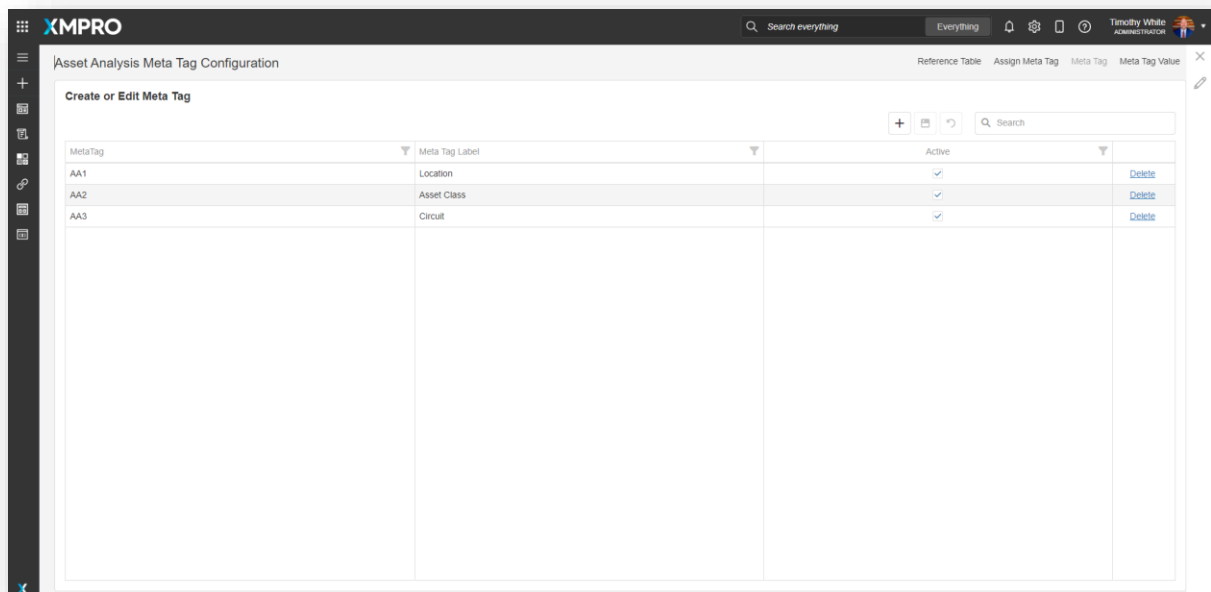 XMPRO
Search everything
Everything
Timothy White
ADMINISTRATOR
Asset Analysis Meta Tag Configuration
Reference Table Assign Meta Tag Meta Tag Meta Tag Value
Create or Edit Meta Tag
Search
MetaTag Meta Tag Label Active
AA1 Location Delete
AA2 Asset Class Delete
AA3 Circuit Delete